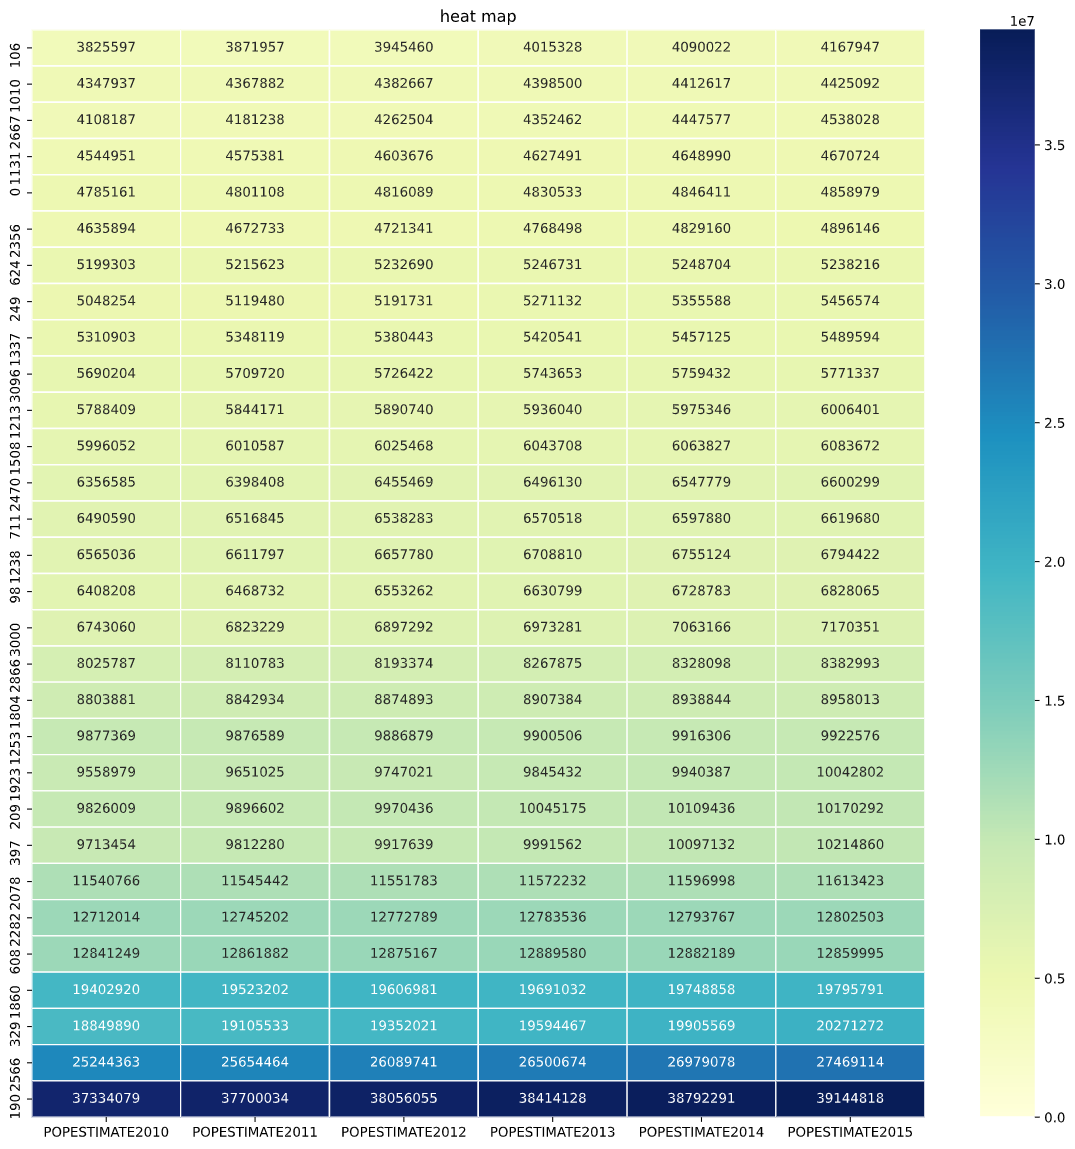 heat map
1e7
106 3825597 3871957 3945460 4015328 4090022 4167947
1010 4347937 4367882 4382667 4398500 4412617 4425092
2667 4108187 4181238 4262504 4352462 4447577 4538028
1131 4544951 4575381 4603676 4627491 4648990 4670724
0 4785161 4801108 4816089 4830533 4846411 4858979
2356 4635894 4672733 4721341 4768498 4829160 4896146
624 5199303 5215623 5232690 5246731 5248704 5238216
249 5048254 5119480 5191731 5271132 5355588 5456574
1337 5310903 5348119 5380443 5420541 5457125 5489594
3096 5690204 5709720 5726422 5743653 5759432 5771337
1213 5788409 5844171 5890740 5936040 5975346 6006401
1508 5996052 6010587 6025468 6043708 6063827 6083672
2470 6356585 6398408 6455469 6496130 6547779 6600299
711 6490590 6516845 6538283 6570518 6597880 6619680
1238 6565036 6611797 6657780 6708810 6755124 6794422
98 6408208 6468732 6553262 6630799 6728783 6828065
3000 6743060 6823229 6897292 6973281 7063166 7170351
2866 8025787 8110783 8193374 8267875 8328098 8382993
1804 8803881 8842934 8874893 8907384 8938844 8958013
1253 9877369 9876589 9886879 9900506 9916306 9922576
1923 9558979 9651025 9747021 9845432 9940387 10042802
209 9826009 9896602 9970436 10045175 10109436 10170292
397 9713454 9812280 9917639 9991562 10097132 10214860
2078 11540766 11545442 11551783 11572232 11596998 11613423
2282 12712014 12745202 12772789 12783536 12793767 12802503
608 12841249 12861882 12875167 12889580 12882189 12859995
1860 19402920 19523202 19606981 19691032 19748858 19795791
329 18849890 19105533 19352021 19594467 19905569 20271272
2566 25244363 25654464 26089741 26500674 26979078 27469114
190 37334079 37700034 38056055 38414128 38792291 39144818
POPESTIMATE2010 POPESTIMATE2011 POPESTIMATE2012 POPESTIMATE2013 POPESTIMATE2014 POPESTIMATE2015
3.5
3.0
2.5
2.0
1.5
1.0
0.5
0.0